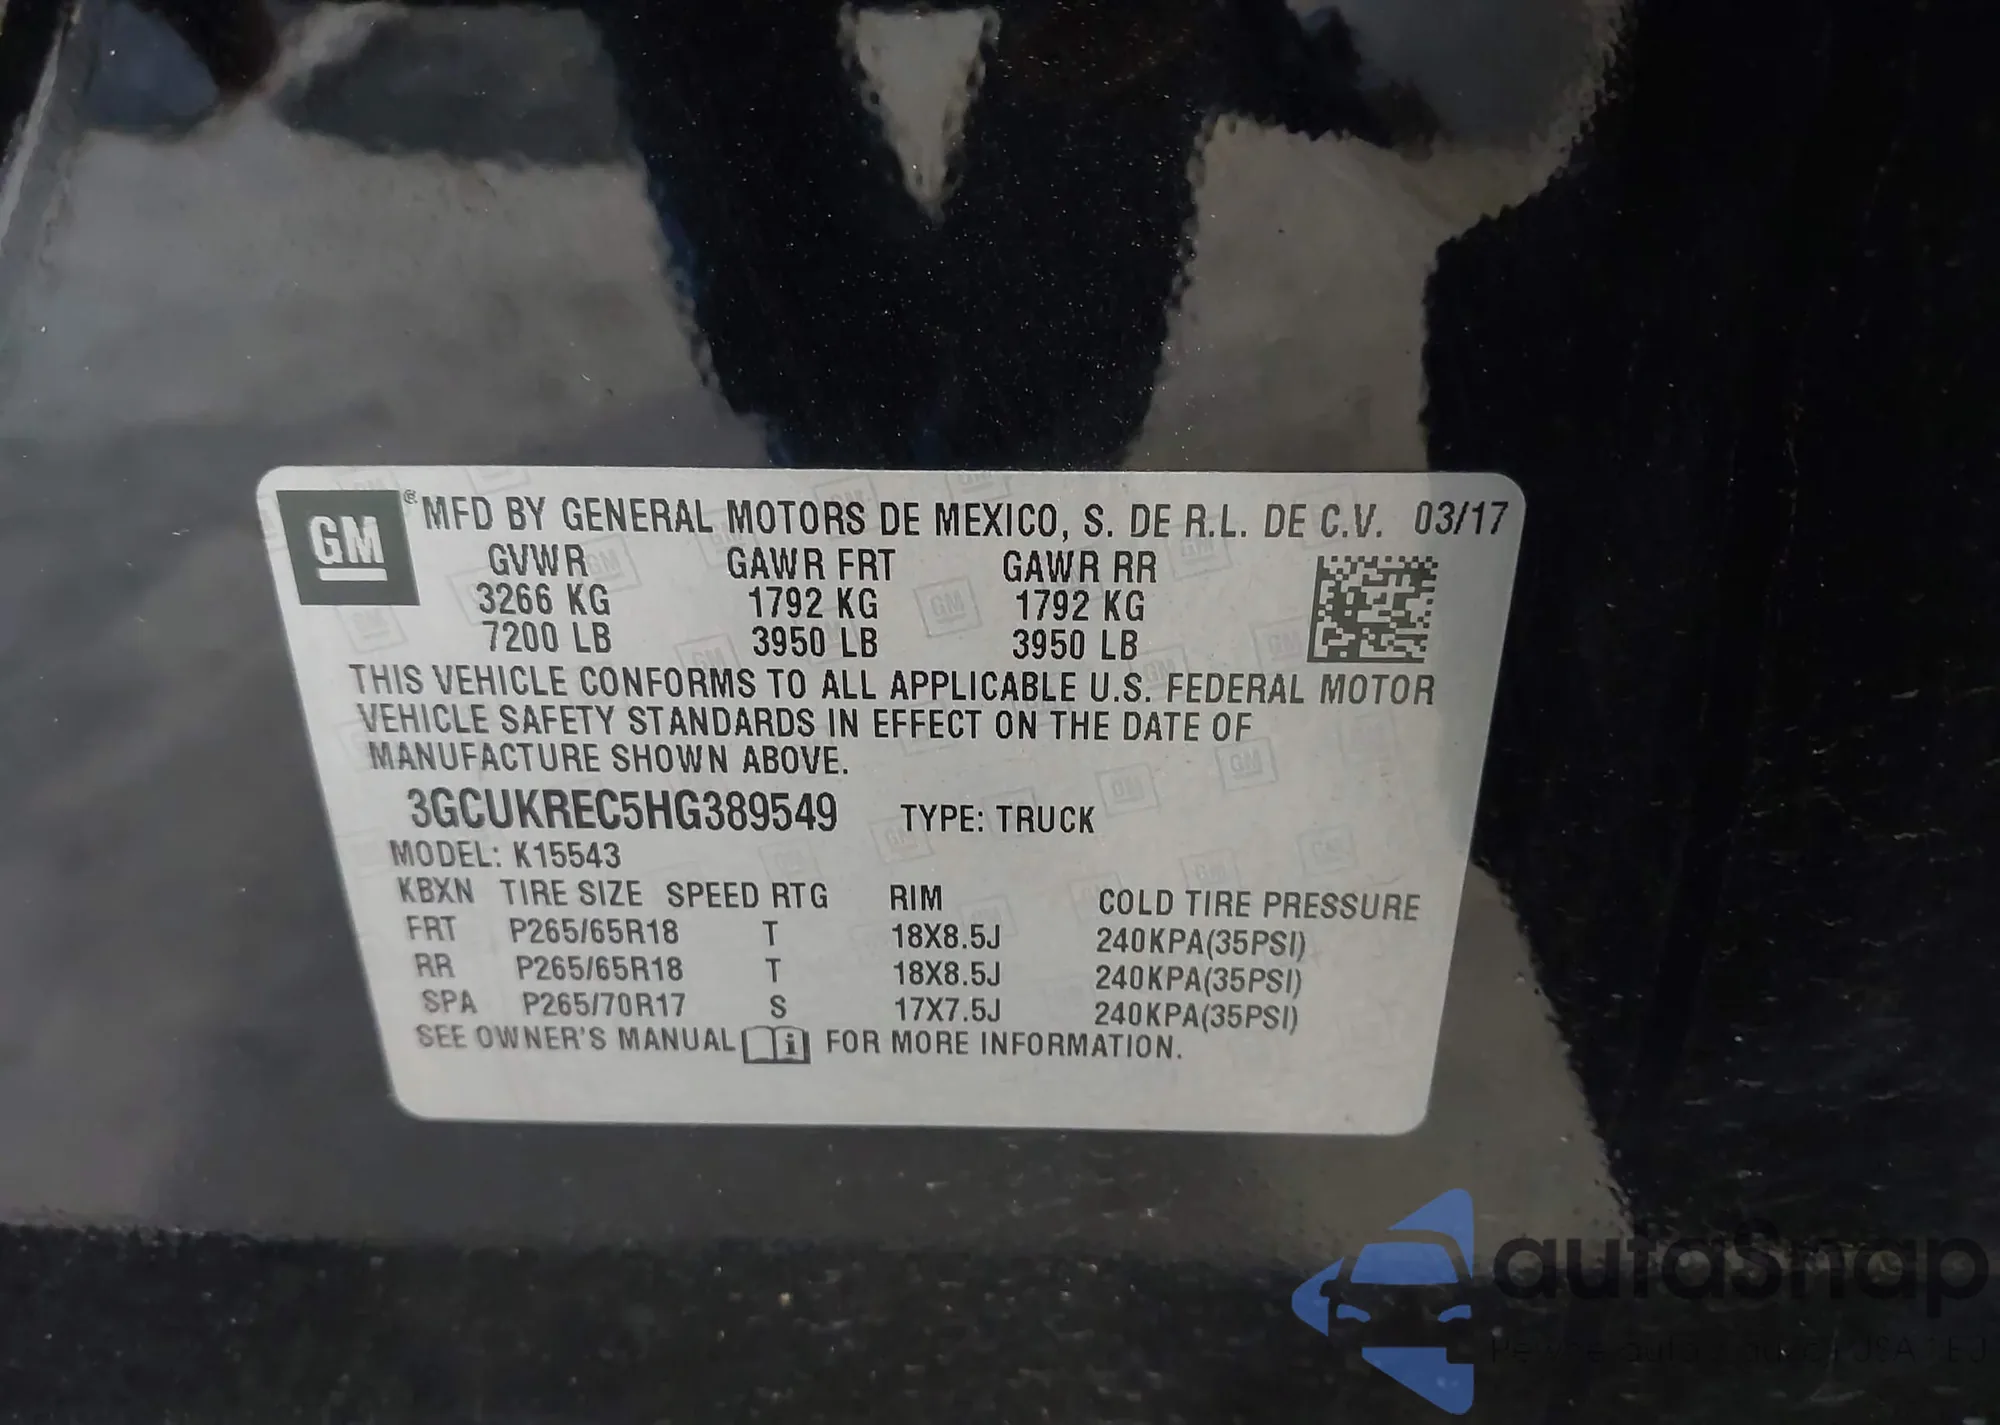 GM
® MFD BY GENERAL MOTORS DE MEXICO, S. DE R.L. DE C.V. 03/17
GVWR GAWR FRT GAWR RR
3266 KG 1792 KG 1792 KG
7200 LB 3950 LB 3950 LB
THIS VEHICLE CONFORMS TO ALL APPLICABLE U.S. FEDERAL MOTOR
VEHICLE SAFETY STANDARDS IN EFFECT ON THE DATE OF
MANUFACTURE SHOWN ABOVE.
3GCUKREC5HG389549 TYPE: TRUCK
MODEL: K15543
KBXN TIRE SIZE SPEED RTG RIM COLD TIRE PRESSURE
FRT P265/65R18 T 18X8.5J 240KPA(35PSI)
RR P265/65R18 T 18X8.5J 240KPA(35PSI)
SPA P265/70R17 S 17X7.5J 240KPA(35PSI)
SEE OWNER'S MANUAL i FOR MORE INFORMATION.
autoSnap